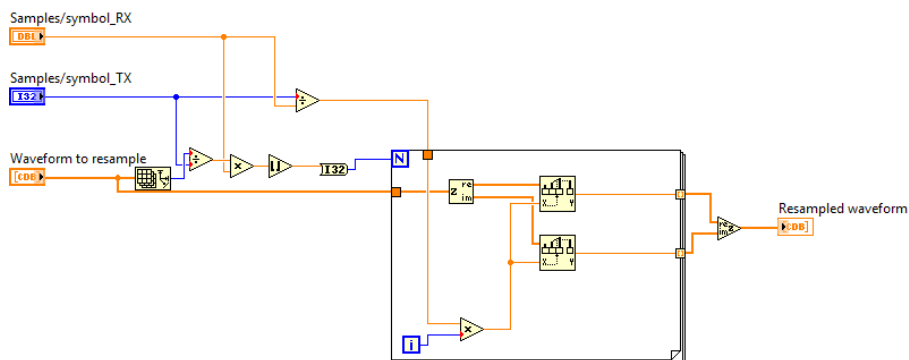 Samples/symbol_RX
DBL
Samples/symbol_TX
I32
Waveform to resample
[CDB]
I32
N
z re
im
X Y
X Y
re
im z
Resampled waveform
CDB]
i